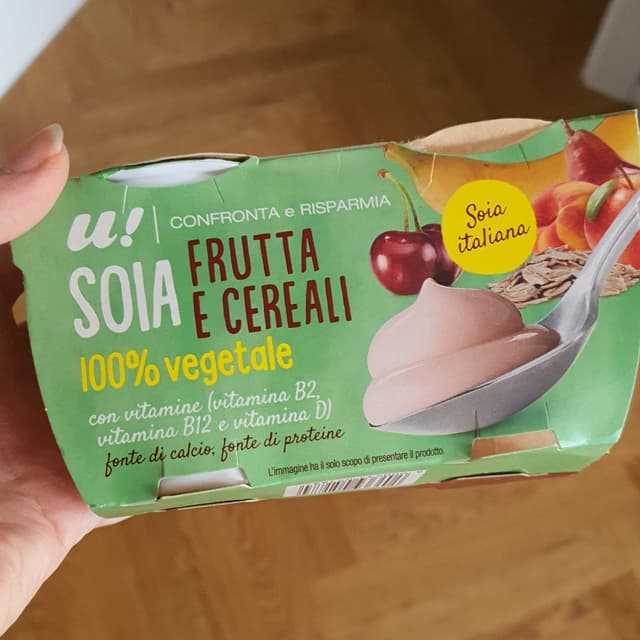 u! | CONFRONTA e RISPARMIA
SOIA
FRUTTA
E CEREALI
100% vegetale
con vitamine (vitamina B2,
vitamina B12 e vitamina D)
fonte di calcio, fonte di proteine
Soia
italiana
L'immagine ha il solo scopo di presentare il prodotto.